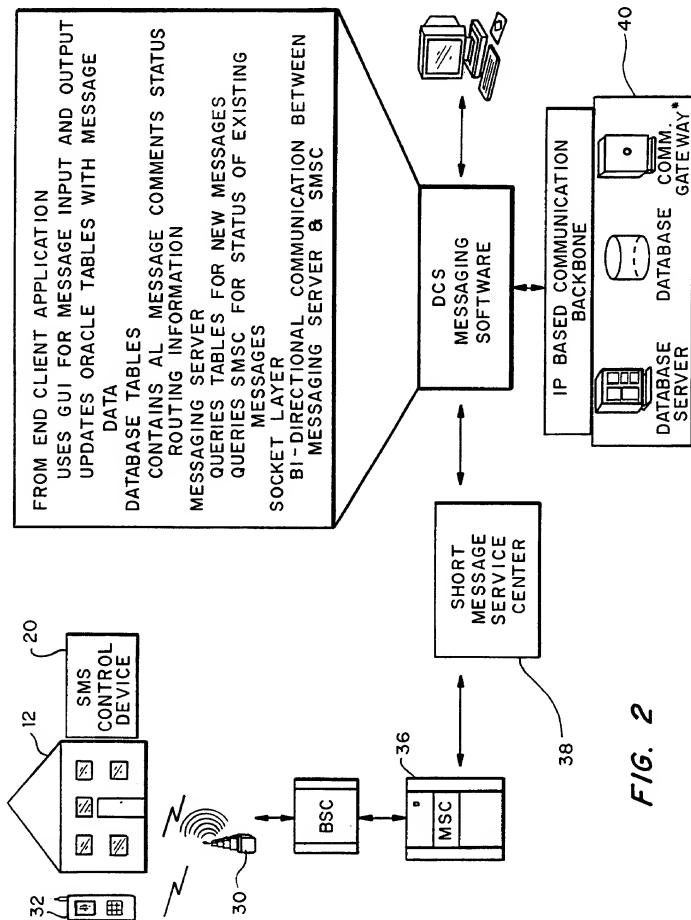 FROM END CLIENT APPLICATION
USES GUI FOR MESSAGE INPUT AND OUTPUT
UPDATES ORACLE TABLES WITH MESSAGE
DATA
DATABASE TABLES
CONTAINS AL MESSAGE COMMENTS STATUS
ROUTING INFORMATION
MESSAGING SERVER
QUERIES TABLES FOR NEW MESSAGES
QUERIES SMSC FOR STATUS OF EXISTING
MESSAGES
SOCKET LAYER
BI-DIRECTIONAL COMMUNICATION BETWEEN
MESSAGING SERVER & SMSC
32
12
20
SMS
CONTROL
DEVICE
30
BSC
36
MSC
SHORT
MESSAGE
SERVICE
CENTER
38
DCS
MESSAGING
SOFTWARE
IP BASED COMMUNICATION
BACKBONE
40
DATABASE
SERVER
DATABASE
COMM.
GATEWAY*
FIG. 2